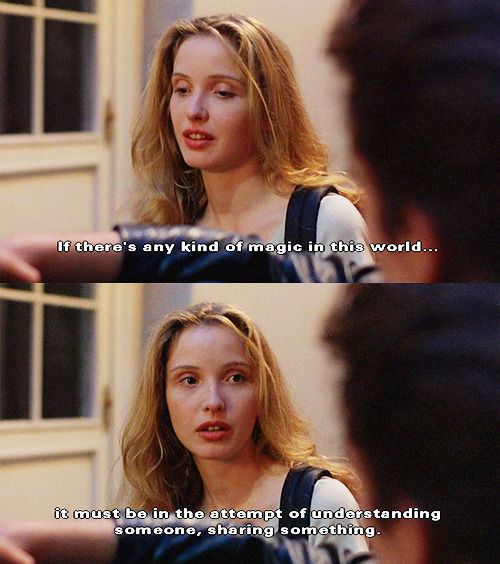 If there's any kind of magic in this world...
it must be in the attempt of understanding
someone, sharing something.